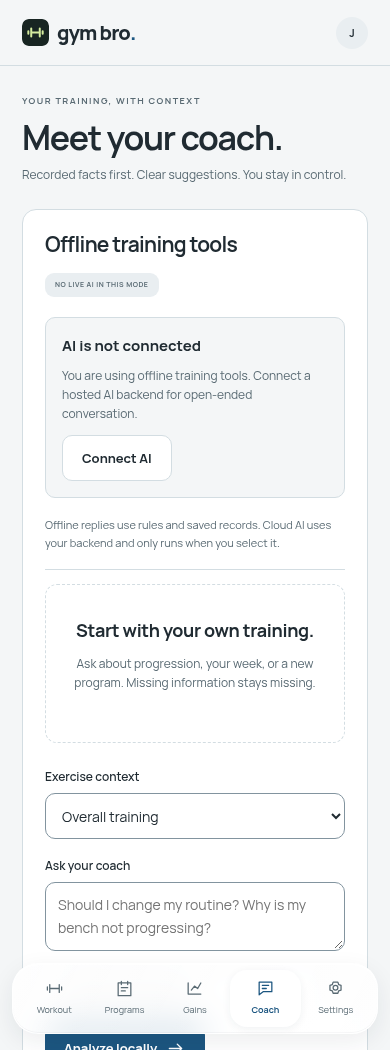 gym bro.
J
YOUR TRAINING, WITH CONTEXT
Meet your coach.
Recorded facts first. Clear suggestions. You stay in control.
Offline training tools
NO LIVE AI IN THIS MODE
AI is not connected
You are using offline training tools. Connect a
hosted AI backend for open-ended
conversation.
Connect AI
Offline replies use rules and saved records. Cloud AI uses
your backend and only runs when you select it.
Start with your own training.
Ask about progression, your week, or a new
program. Missing information stays missing.
Exercise context
Overall training
Ask your coach
Should I change my routine? Why is my
bench not progressing?
Workout
Programs
Gains
Coach
Settings
Analyze locally